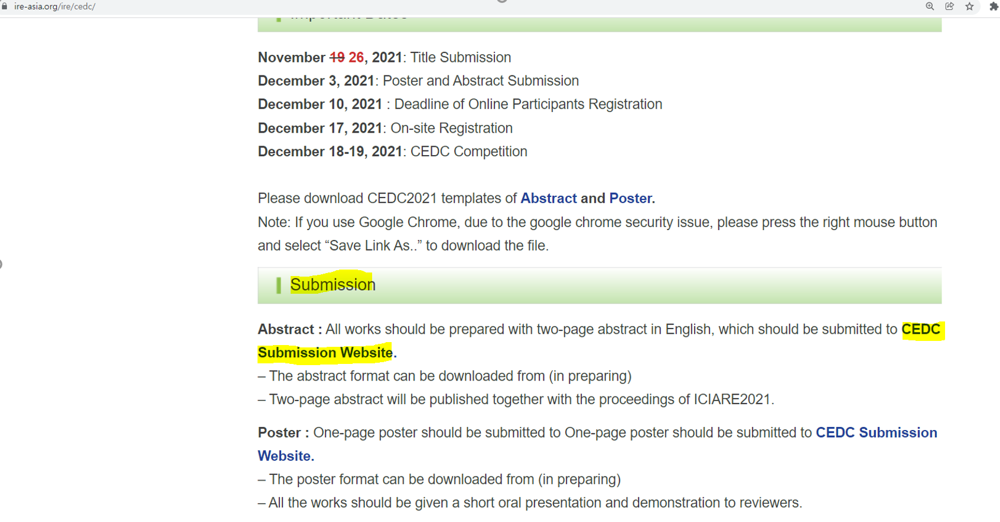 ire-asia.org/ire/cedc/
Important Dates
November 19 26, 2021: Title Submission
December 3, 2021: Poster and Abstract Submission
December 10, 2021 : Deadline of Online Participants Registration
December 17, 2021: On-site Registration
December 18-19, 2021: CEDC Competition
Please download CEDC2021 templates of Abstract and Poster.
Note: If you use Google Chrome, due to the google chrome security issue, please press the right mouse button
and select “Save Link As..” to download the file.
Submission
Abstract : All works should be prepared with two-page abstract in English, which should be submitted to CEDC
Submission Website.
– The abstract format can be downloaded from (in preparing)
– Two-page abstract will be published together with the proceedings of ICIARE2021.
Poster : One-page poster should be submitted to One-page poster should be submitted to CEDC Submission
Website.
– The poster format can be downloaded from (in preparing)
– All the works should be given a short oral presentation and demonstration to reviewers.